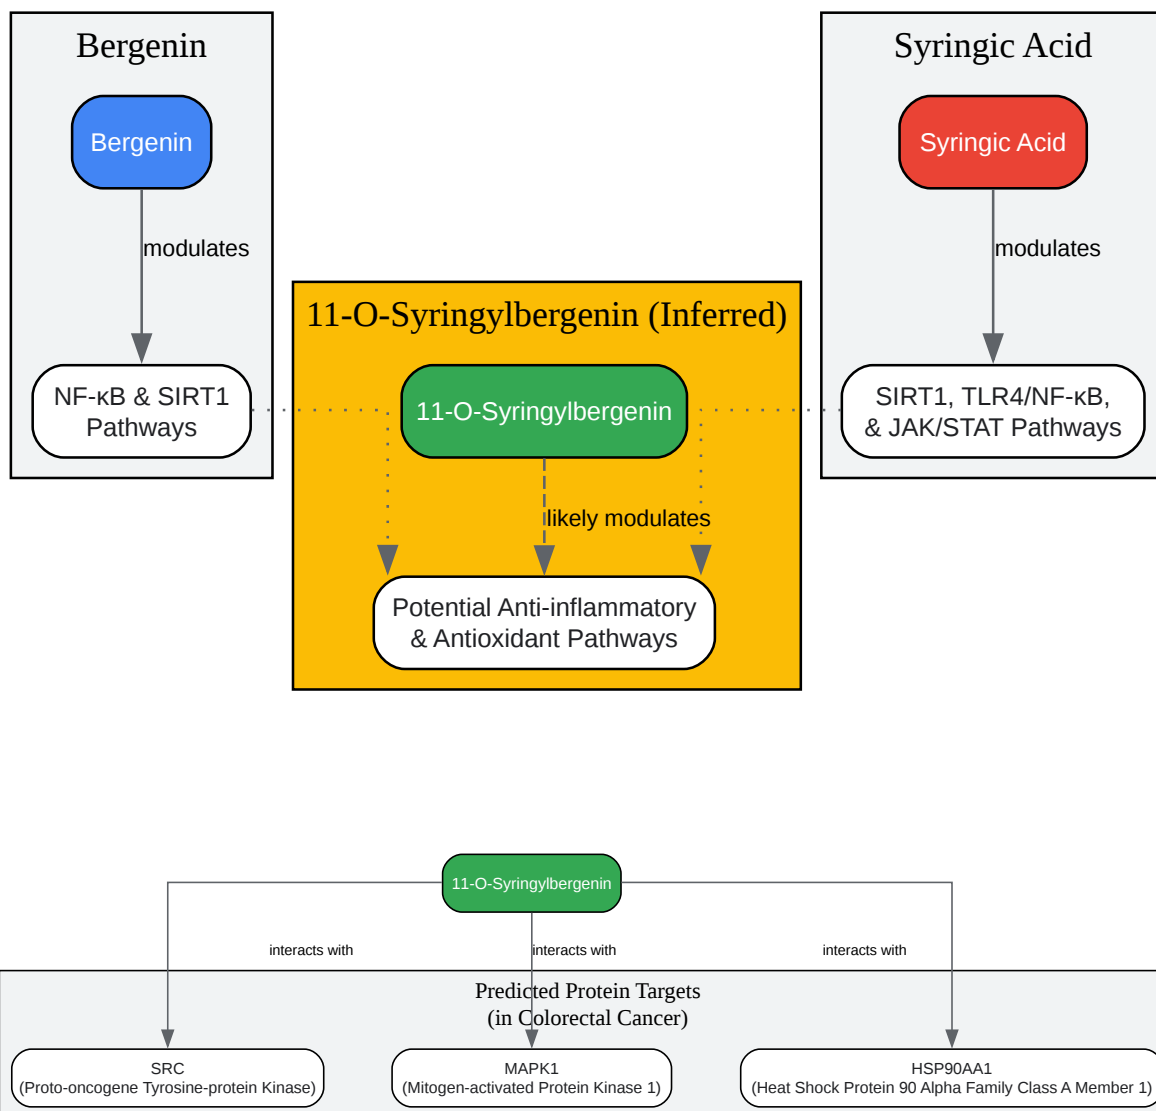 Bergenin
Syringic Acid
Bergenin
Syringic Acid
modulates
modulates
11-O-Syringylbergenin (Inferred)
NF-κB & SIRT1
Pathways
11-O-Syringylbergenin
SIRT1, TLR4/NF-κB,
& JAK/STAT Pathways
likely modulates
Potential Anti-inflammatory
& Antioxidant Pathways
11-O-Syringylbergenin
interacts with
interacts with
interacts with
Predicted Protein Targets
(in Colorectal Cancer)
SRC
(Proto-oncogene Tyrosine-protein Kinase)
MAPK1
(Mitogen-activated Protein Kinase 1)
HSP90AA1
(Heat Shock Protein 90 Alpha Family Class A Member 1)